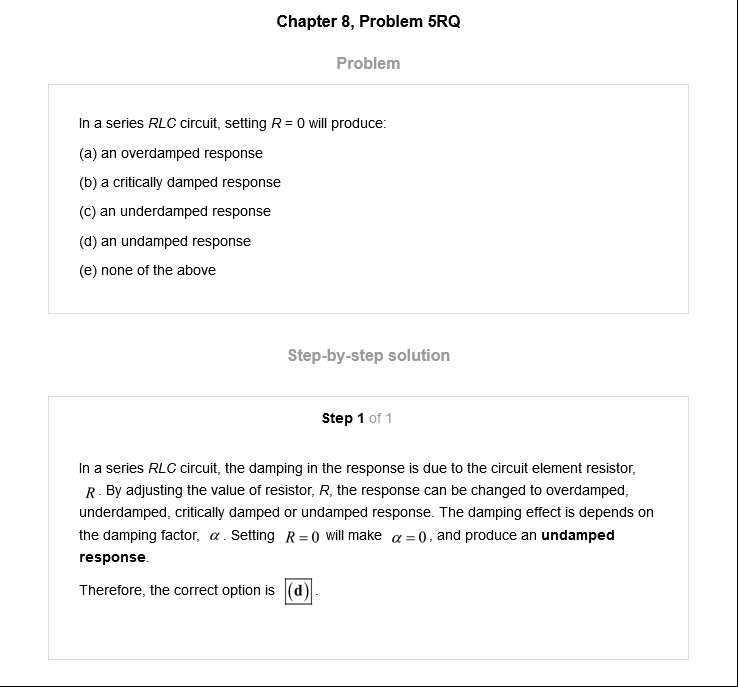 Chapter 8, Problem 5RQ
Problem
In a series RLC circuit, setting R = 0 will produce:
(a) an overdamped response
(b) a critically damped response
(c) an underdamped response
(d) an undamped response
(e) none of the above
Step-by-step solution
Step 1 of 1
In a series RLC circuit, the damping in the response is due to the circuit element resistor,
R. By adjusting the value of resistor, R, the response can be changed to overdamped,
underdamped, critically damped or undamped response. The damping effect is depends on
the damping factor, α. Setting R = 0 will make α = 0, and produce an undamped
response.
Therefore, the correct option is (d).